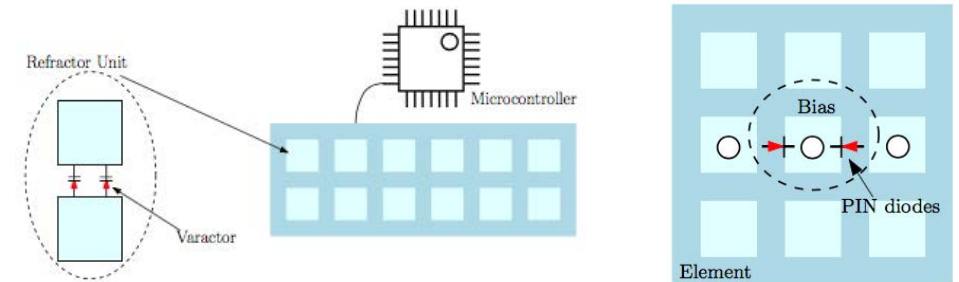 Refractor Unit
Microcontroller
Varactor
Bias
PIN diodes
Element